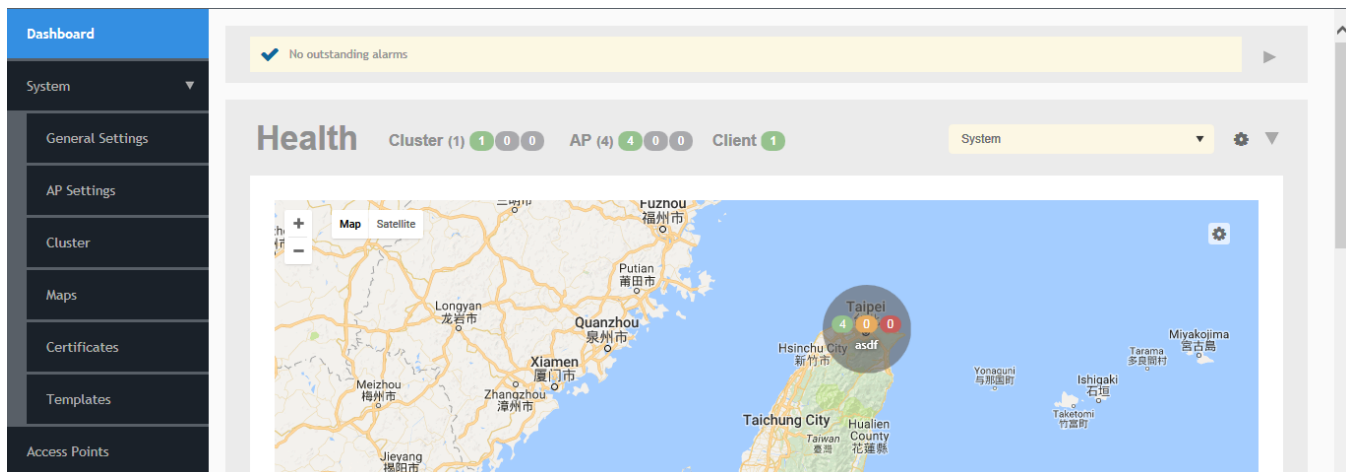 Dashboard
System
General Settings
AP Settings
Cluster
Maps
Certificates
Templates
Access Points
No outstanding alarms
Health Cluster (1) 1 0 0 AP (4) 4 0 0 Client 1
System
+
−
Map Satellite
Fuzhou
福州市
Putian
莆田市
Longyan
龙岩市
Quanzhou
泉州市
Xiamen
厦门市
Meizhou
梅州市
Zhangzhou
漳州市
Jieyang
揭阳市
Taipei
4 0 0
asdf
Hsinchu City
新竹市
Taichung City
Taiwan
臺灣
Hualien
County
花蓮縣
Yonaguni
与那国町
Miyakojima
宮古島
Tarama
多良間村
Ishigaki
石垣
Taketomi
竹富町